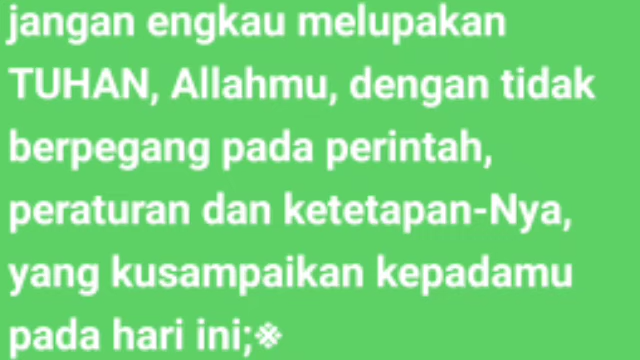 jangan engkau melupakan
TUHAN, Allahmu, dengan tidak
berpegang pada perintah,
peraturan dan ketetapan-Nya,
yang kusampaikan kepadamu
pada hari ini;※